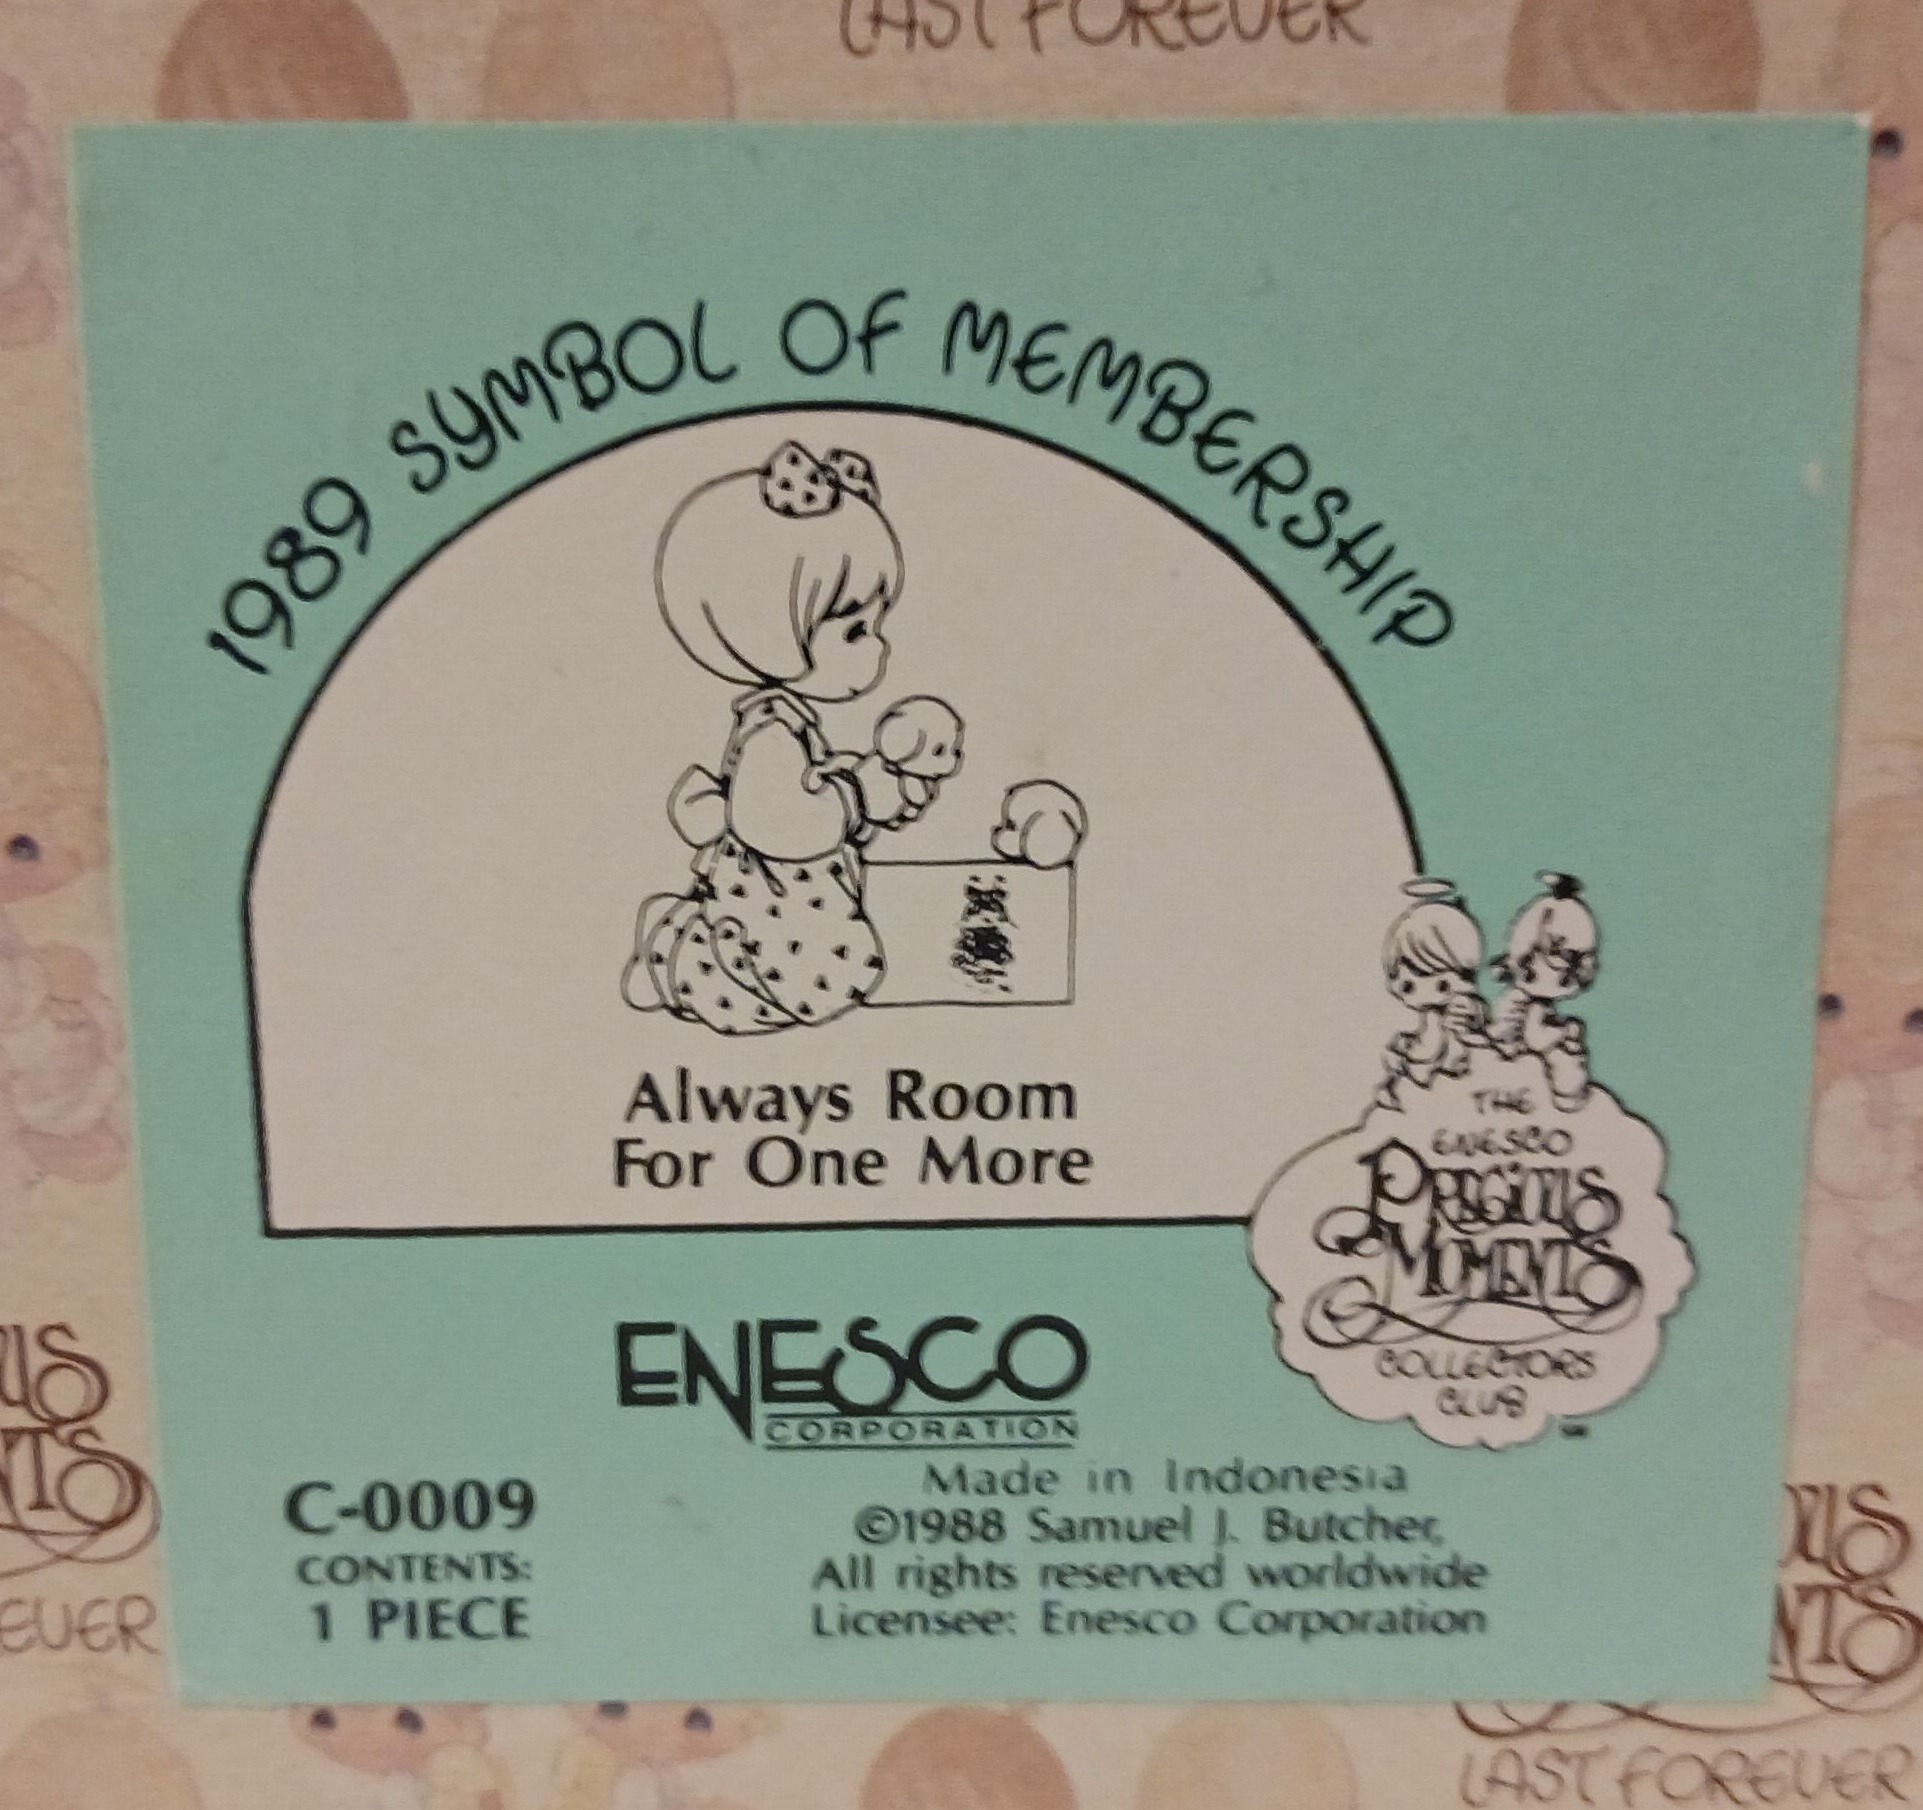 LAST FOREVER
1989 SYMBOL OF MEMBERSHIP
Always Room
For One More
THE
ENESCO
PRECIOUS
MOMENTS
COLLECTORS
CLUB
SM
ENESCO
CORPORATION
C-0009
CONTENTS:
1 PIECE
Made in Indonesia
©1988 Samuel J. Butcher,
All rights reserved worldwide
Licensee: Enesco Corporation
LAST FOREVER